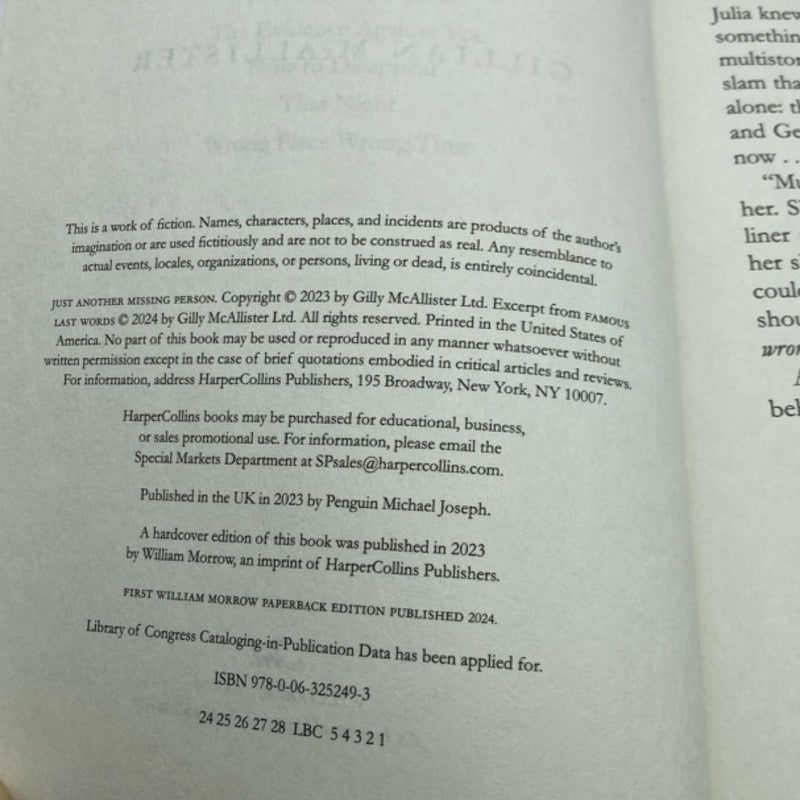 This is a work of fiction. Names, characters, places, and incidents are products of the author's
imagination or are used fictitiously and are not to be construed as real. Any resemblance to
actual events, locales, organizations, or persons, living or dead, is entirely coincidental.
JUST ANOTHER MISSING PERSON. Copyright © 2023 by Gilly McAllister Ltd. Excerpt from FAMOUS
LAST WORDS © 2024 by Gilly McAllister Ltd. All rights reserved. Printed in the United States of
America. No part of this book may be used or reproduced in any manner whatsoever without
written permission except in the case of brief quotations embodied in critical articles and reviews.
For information, address HarperCollins Publishers, 195 Broadway, New York, NY 10007.
HarperCollins books may be purchased for educational, business,
or sales promotional use. For information, please email the
Special Markets Department at SPsales@harpercollins.com.
Published in the UK in 2023 by Penguin Michael Joseph.
A hardcover edition of this book was published in 2023
by William Morrow, an imprint of HarperCollins Publishers.
FIRST WILLIAM MORROW PAPERBACK EDITION PUBLISHED 2024.
Library of Congress Cataloging-in-Publication Data has been applied for.
ISBN 978-0-06-325249-3
24 25 26 27 28 LBC 5 4 3 2 1
Julia knew
somethin
multistor
slam tha
alone: th
and Ge
now . .
"Mu
her. S
liner
her s
could
shou
wron
A
beh